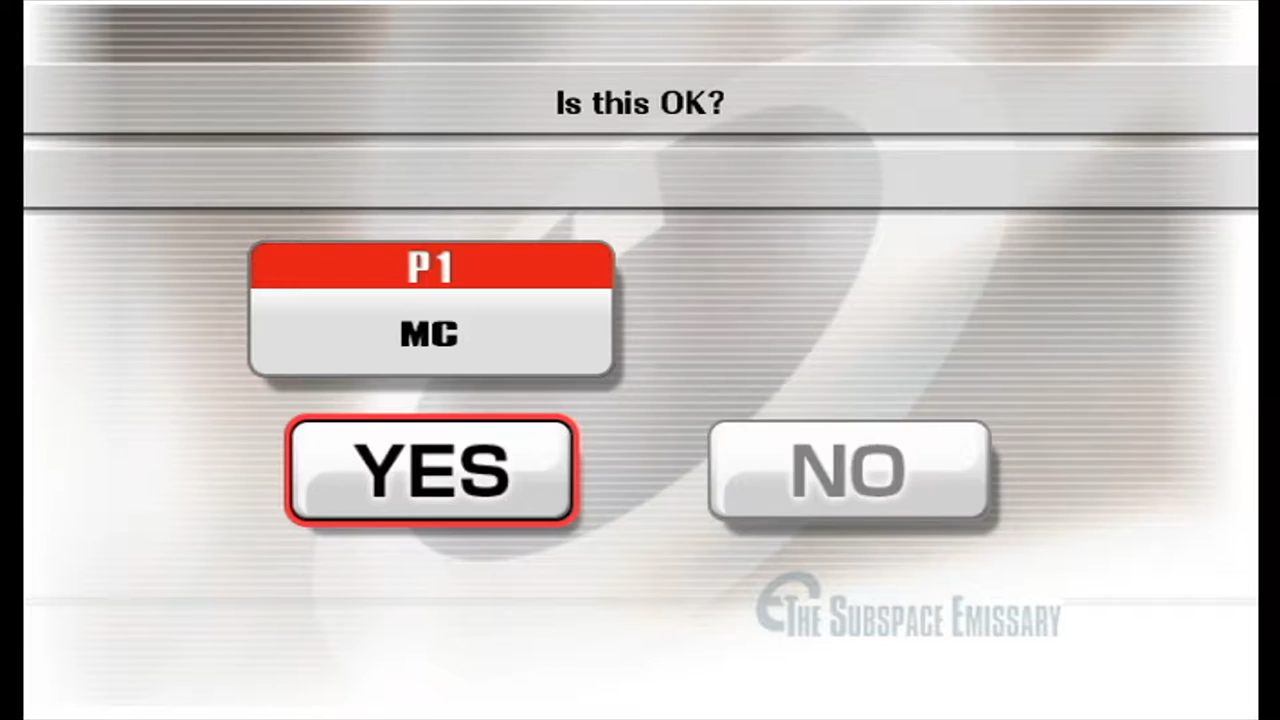 Is this OK?
P1
MC
YES
NO
THE SUBSPACE EMISSARY